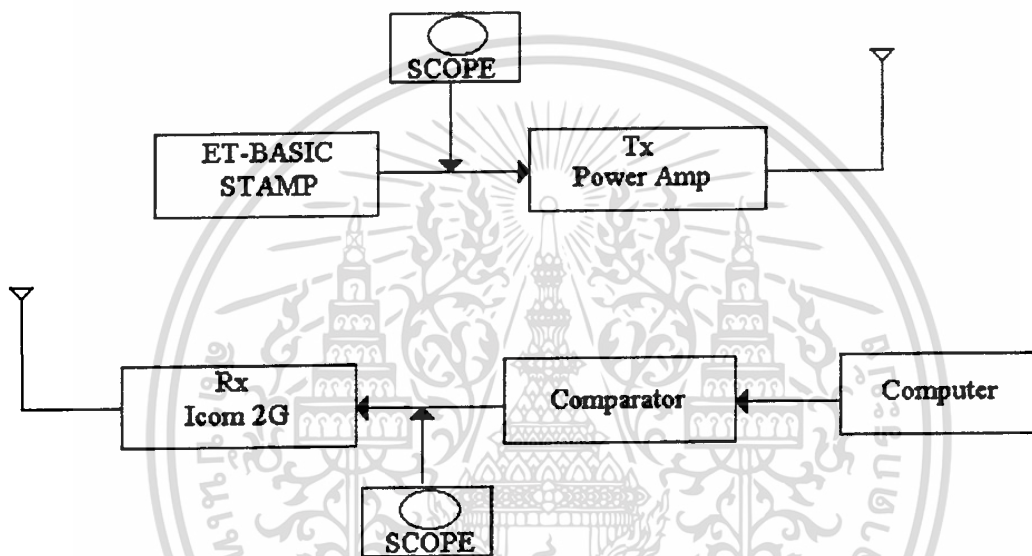 SCOPE
ET-BASIC
STAMP
Tx
Power Amp
Rx
Icom 2G
Comparator
Computer
SCOPE